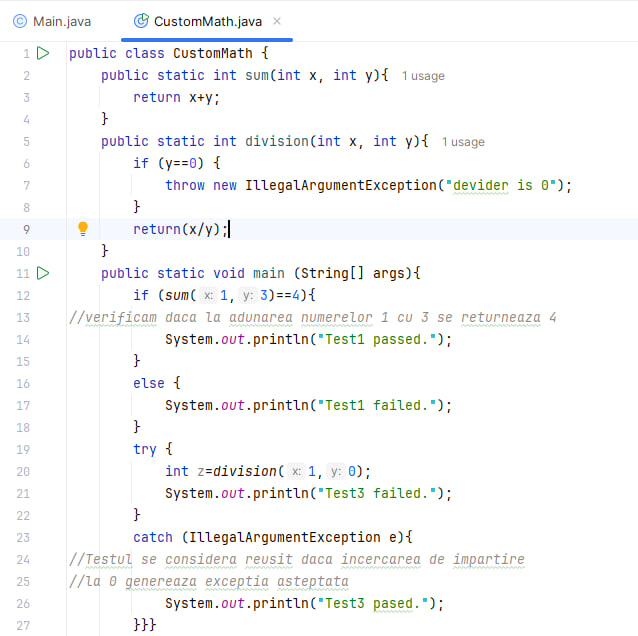 Main.java CustomMath.java
1 public class CustomMath {
2 public static int sum(int x, int y){ 1 usage
3 return x+y;
4 }
5 public static int division(int x, int y){ 1 usage
6 if (y==0) {
7 throw new IllegalArgumentException("devider is 0");
8 }
9 return(x/y);
10 }
11 public static void main (String[] args){
12 if (sum( x: 1, y: 3)==4){
13 //verificam daca la adunarea numerelor 1 cu 3 se returneaza 4
14 System.out.println("Test1 passed.");
15 }
16 else {
17 System.out.println("Test1 failed.");
18 }
19 try {
20 int z=division( x: 1, y: 0);
21 System.out.println("Test3 failed.");
22 }
23 catch (IllegalArgumentException e){
24 //Testul se considera reusit daca incercarea de impartire
25 //la 0 genereaza exceptia asteptata
26 System.out.println("Test3 pased.");
27 }}}